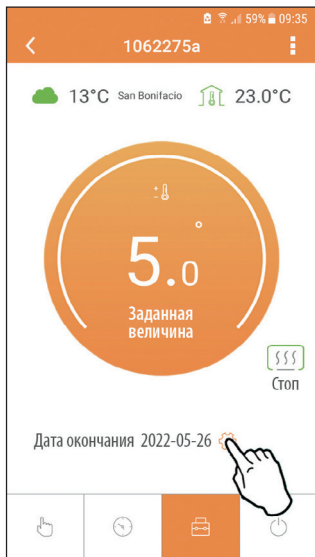 59% 09:35
1062275a
13°C San Bonifacio 23.0°C
5.0°
Заданная
величина
Стоп
Дата окончания 2022-05-26